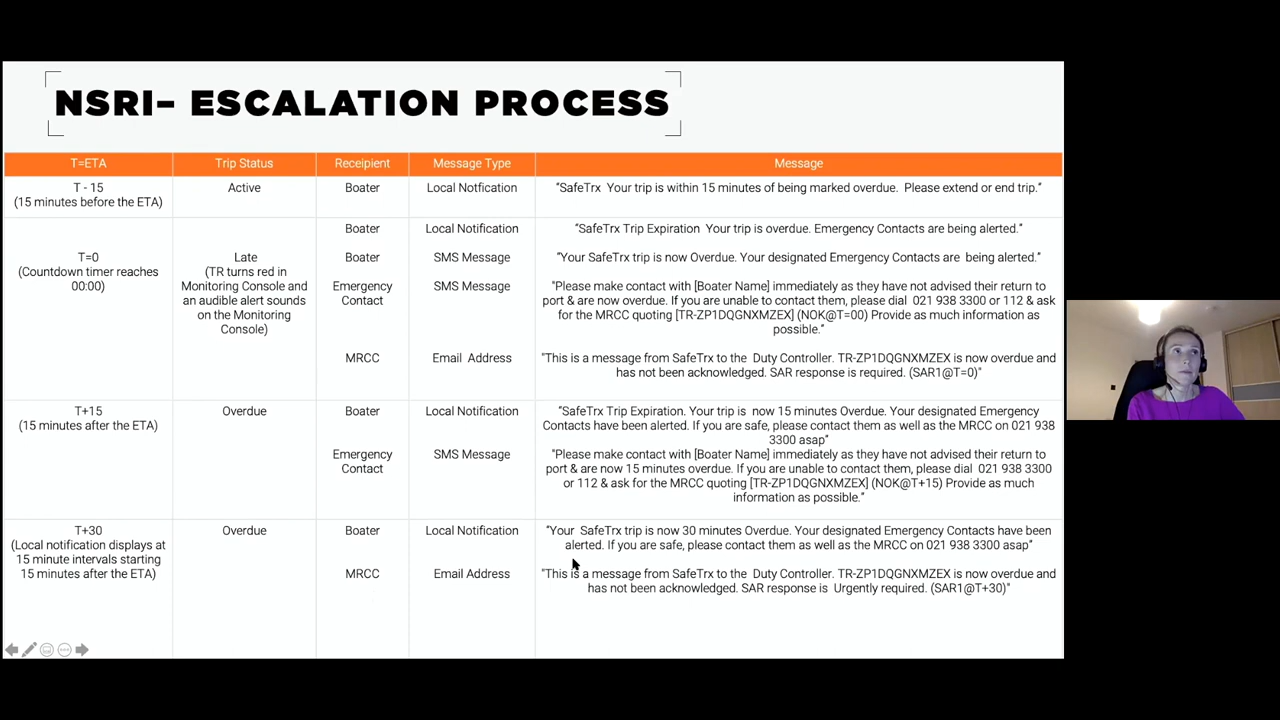 NSRI– ESCALATION PROCESS
T=ETA
Trip Status
Receipient
Message Type
Message
T - 15
(15 minutes before the ETA)
Active
Boater
Local Notfication
“SafeTrx Your trip is within 15 minutes of being marked overdue. Please extend or end trip.”
T=0
(Countdown timer reaches
00:00)
Late
(TR turns red in
Monitoring Console and
an audible alert sounds
on the Monitoring
Console)
Boater
Local Notification
“SafeTrx Trip Expiration Your trip is overdue. Emergency Contacts are being alerted.”
Boater
SMS Message
“Your SafeTrx trip is now Overdue. Your designated Emergency Contacts are being alerted.”
Emergency
Contact
SMS Message
"Please make contact with [Boater Name] immediately as they have not advised their return to
port & are now overdue. If you are unable to contact them, please dial 021 938 3300 or 112 & ask
for the MRCC quoting [TR-ZP1DQGNXMZEX] (NOK@T=00) Provide as much information as
possible.”
MRCC
Email Address
"This is a message from SafeTrx to the Duty Controller. TR-ZP1DQGNXMZEX is now overdue and
has not been acknowledged. SAR response is required. (SAR1@T=0)"
T+15
(15 minutes after the ETA)
Overdue
Boater
Local Notification
“SafeTrx Trip Expiration. Your trip is now 15 minutes Overdue. Your designated Emergency
Contacts have been alerted. If you are safe, please contact them as well as the MRCC on 021 938
3300 asap”
Emergency
Contact
SMS Message
"Please make contact with [Boater Name] immediately as they have not advised their return to
port & are now 15 minutes overdue. If you are unable to contact them, please dial 021 938 3300
or 112 & ask for the MRCC quoting [TR-ZP1DQGNXMZEX] (NOK@T+15) Provide as much
information as possible.”
T+30
(Local notification displays at
15 minute intervals starting
15 minutes after the ETA)
Overdue
Boater
Local Notification
“Your SafeTrx trip is now 30 minutes Overdue. Your designated Emergency Contacts have been
alerted. If you are safe, please contact them as well as the MRCC on 021 938 3300 asap”
MRCC
Email Address
"This is a message from SafeTrx to the Duty Controller. TR-ZP1DQGNXMZEX is now overdue and
has not been acknowledged. SAR response is Urgently required. (SAR1@T+30)"